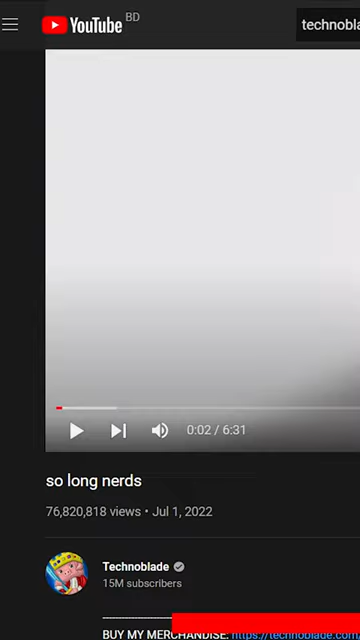 YouTube BD
technobla
0:02 / 6:31
so long nerds
76,820,818 views • Jul 1, 2022
Technoblade
15M subscribers
BUY MY MERCHANDISE: https://technoblade.com